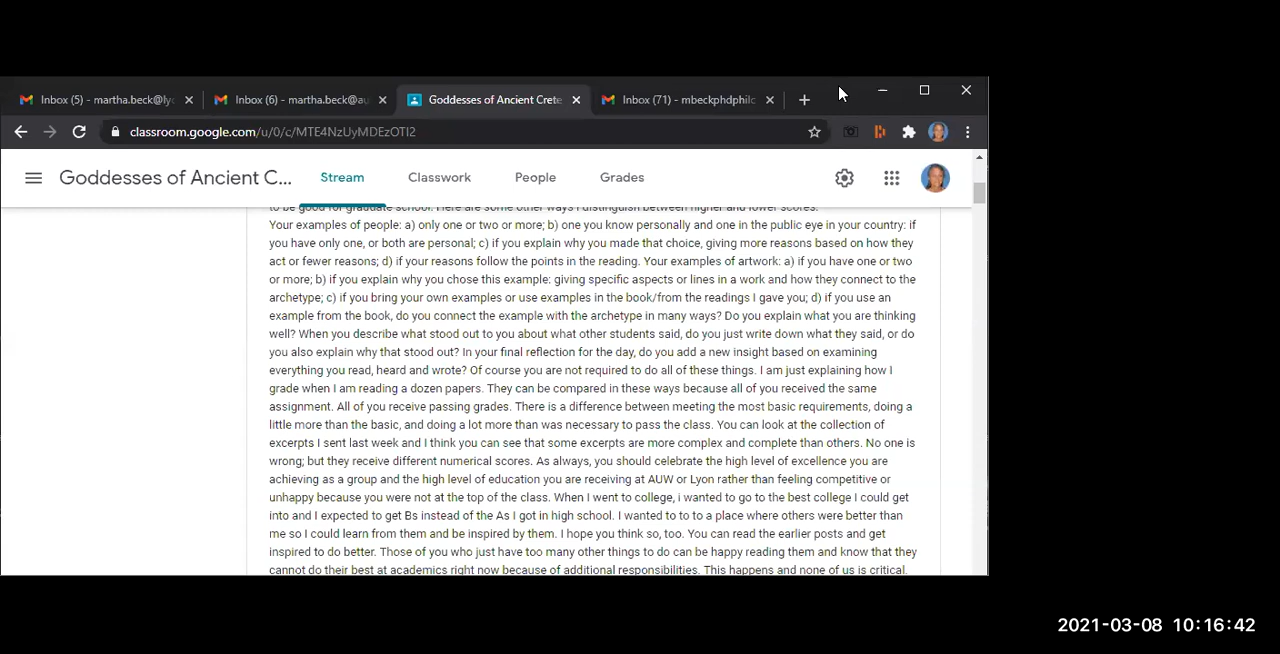 Inbox (5) - martha.beck@lyc
Inbox (6) - martha.beck@au
Goddesses of Ancient Crete
Inbox (71) - mbeckphdphilc
classroom.google.com/u/0/c/MTE4NzUyMDEzOTI2
Goddesses of Ancient C...
Stream
Classwork
People
Grades
to be good for graduate school. Here are some other ways I distinguish between higher and lower scores.
Your examples of people: a) only one or two or more; b) one you know personally and one in the public eye in your country: if
you have only one, or both are personal; c) if you explain why you made that choice, giving more reasons based on how they
act or fewer reasons; d) if your reasons follow the points in the reading. Your examples of artwork: a) if you have one or two
or more; b) if you explain why you chose this example: giving specific aspects or lines in a work and how they connect to the
archetype; c) if you bring your own examples or use examples in the book/from the readings I gave you; d) if you use an
example from the book, do you connect the example with the archetype in many ways? Do you explain what you are thinking
well? When you describe what stood out to you about what other students said, do you just write down what they said, or do
you also explain why that stood out? In your final reflection for the day, do you add a new insight based on examining
everything you read, heard and wrote? Of course you are not required to do all of these things. I am just explaining how I
grade when I am reading a dozen papers. They can be compared in these ways because all of you received the same
assignment. All of you receive passing grades. There is a difference between meeting the most basic requirements, doing a
little more than the basic, and doing a lot more than was necessary to pass the class. You can look at the collection of
excerpts I sent last week and I think you can see that some excerpts are more complex and complete than others. No one is
wrong; but they receive different numerical scores. As always, you should celebrate the high level of excellence you are
achieving as a group and the high level of education you are receiving at AUW or Lyon rather than feeling competitive or
unhappy because you were not at the top of the class. When I went to college, i wanted to go to the best college I could get
into and I expected to get Bs instead of the As I got in high school. I wanted to to to a place where others were better than
me so I could learn from them and be inspired by them. I hope you think so, too. You can read the earlier posts and get
inspired to do better. Those of you who just have too many other things to do can be happy reading them and know that they
cannot do their best at academics right now because of additional responsibilities. This happens and none of us is critical.
2021-03-08 10:16:42